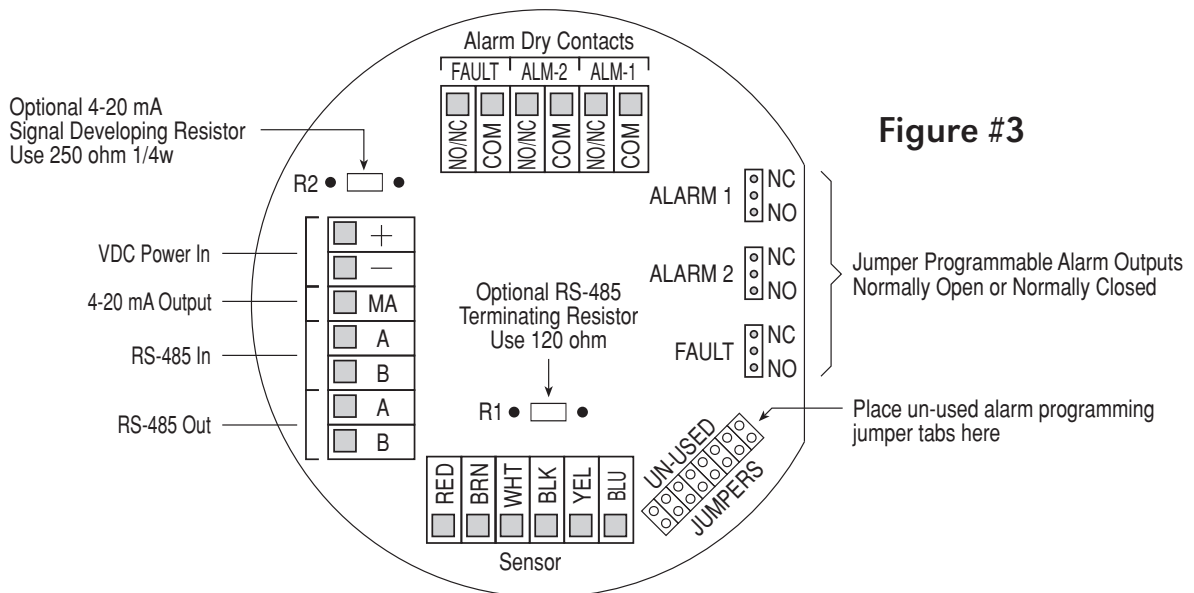 Alarm Dry Contacts
FAULT ALM-2 ALM-1
NO/NC COM NO/NC COM NO/NC COM
Optional 4-20 mA
Signal Developing Resistor
Use 250 ohm 1/4w
R2
Figure #3
VDC Power In
+
—
4-20 mA Output
MA
RS-485 In
A
B
RS-485 Out
A
B
Optional RS-485
Terminating Resistor
Use 120 ohm
R1
ALARM 1
NC
NO
ALARM 2
NC
NO
FAULT
NC
NO
Jumper Programmable Alarm Outputs
Normally Open or Normally Closed
Place un-used alarm programming
jumper tabs here
UN-USED
JUMPERS
RED BRN WHT BLK YEL BLU
Sensor